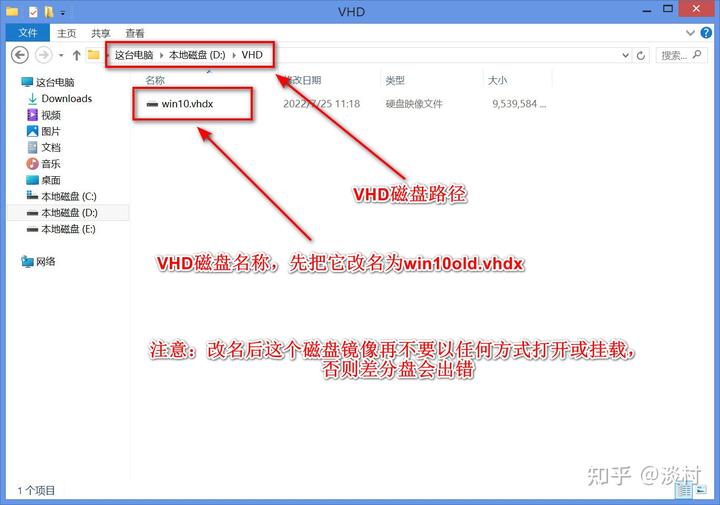 VHD
文件 主页 共享 查看
这台电脑 本地磁盘 (D:) VHD 搜索...
名称 修改日期 类型 大小
这台电脑
win10.vhdx 2022/7/25 11:18 硬盘映像文件 9,539,584 ...
Downloads
视频
图片
文档
音乐
桌面
本地磁盘 (C:)
本地磁盘 (D:)
本地磁盘 (E:)
网络
VHD磁盘路径
VHD磁盘名称，先把它改名为win10old.vhdx
注意：改名后这个磁盘镜像再不要以任何方式打开或挂载，
否则差分盘会出错
1 个项目
知乎 @淡村